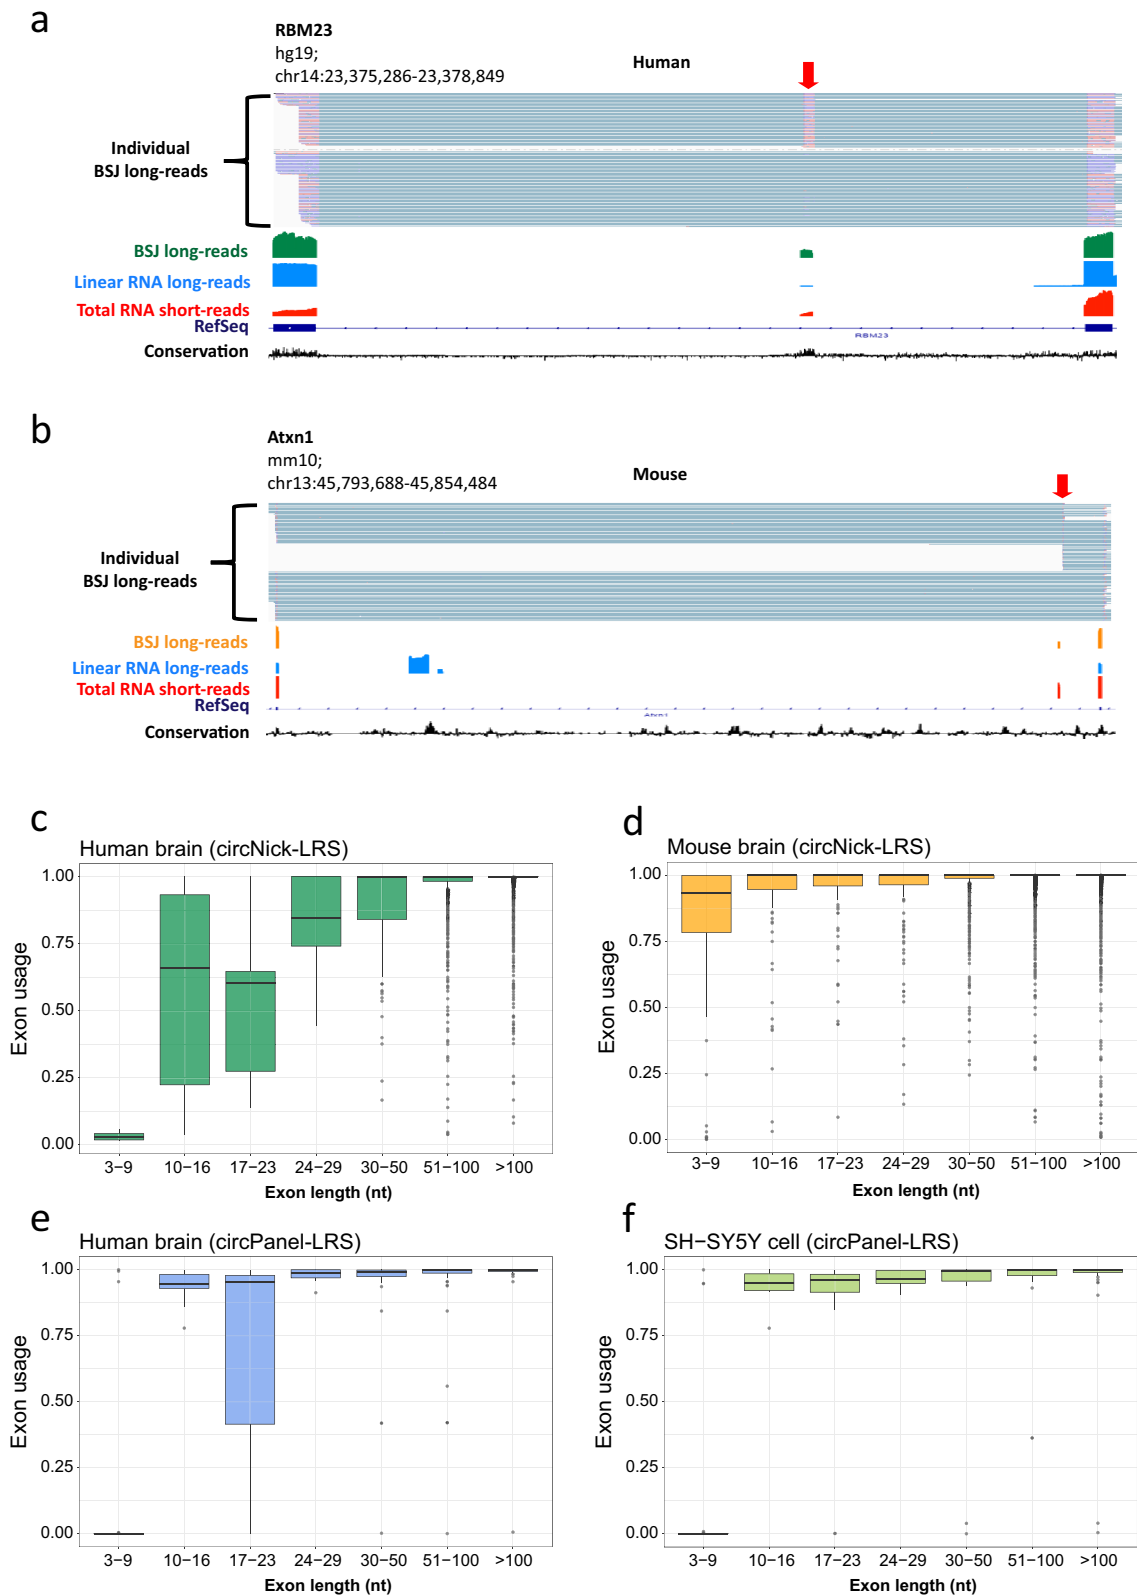 a
RBM23
hg19;
chr14:23,375,286-23,378,849
Human
Individual
BSJ long-reads
BSJ long-reads
Linear RNA long-reads
Total RNA short-reads
RefSeq
RBM23
Conservation
b
Atxn1
mm10;
chr13:45,793,688-45,854,484
Mouse
Individual
BSJ long-reads
BSJ long-reads
Linear RNA long-reads
Total RNA short-reads
RefSeq
Atxn1
Conservation
c
Human brain (circNick-LRS)
Exon usage
1.00
0.75
0.50
0.25
0.00
3−9 10−16 17−23 24−29 30−50 51−100 >100
Exon length (nt)
d
Mouse brain (circNick-LRS)
Exon usage
1.00
0.75
0.50
0.25
0.00
3−9 10−16 17−23 24−29 30−50 51−100 >100
Exon length (nt)
e
Human brain (circPanel-LRS)
Exon usage
1.00
0.75
0.50
0.25
0.00
3−9 10−16 17−23 24−29 30−50 51−100 >100
Exon length (nt)
f
SH−SY5Y cell (circPanel-LRS)
Exon usage
1.00
0.75
0.50
0.25
0.00
3−9 10−16 17−23 24−29 30−50 51−100 >100
Exon length (nt)